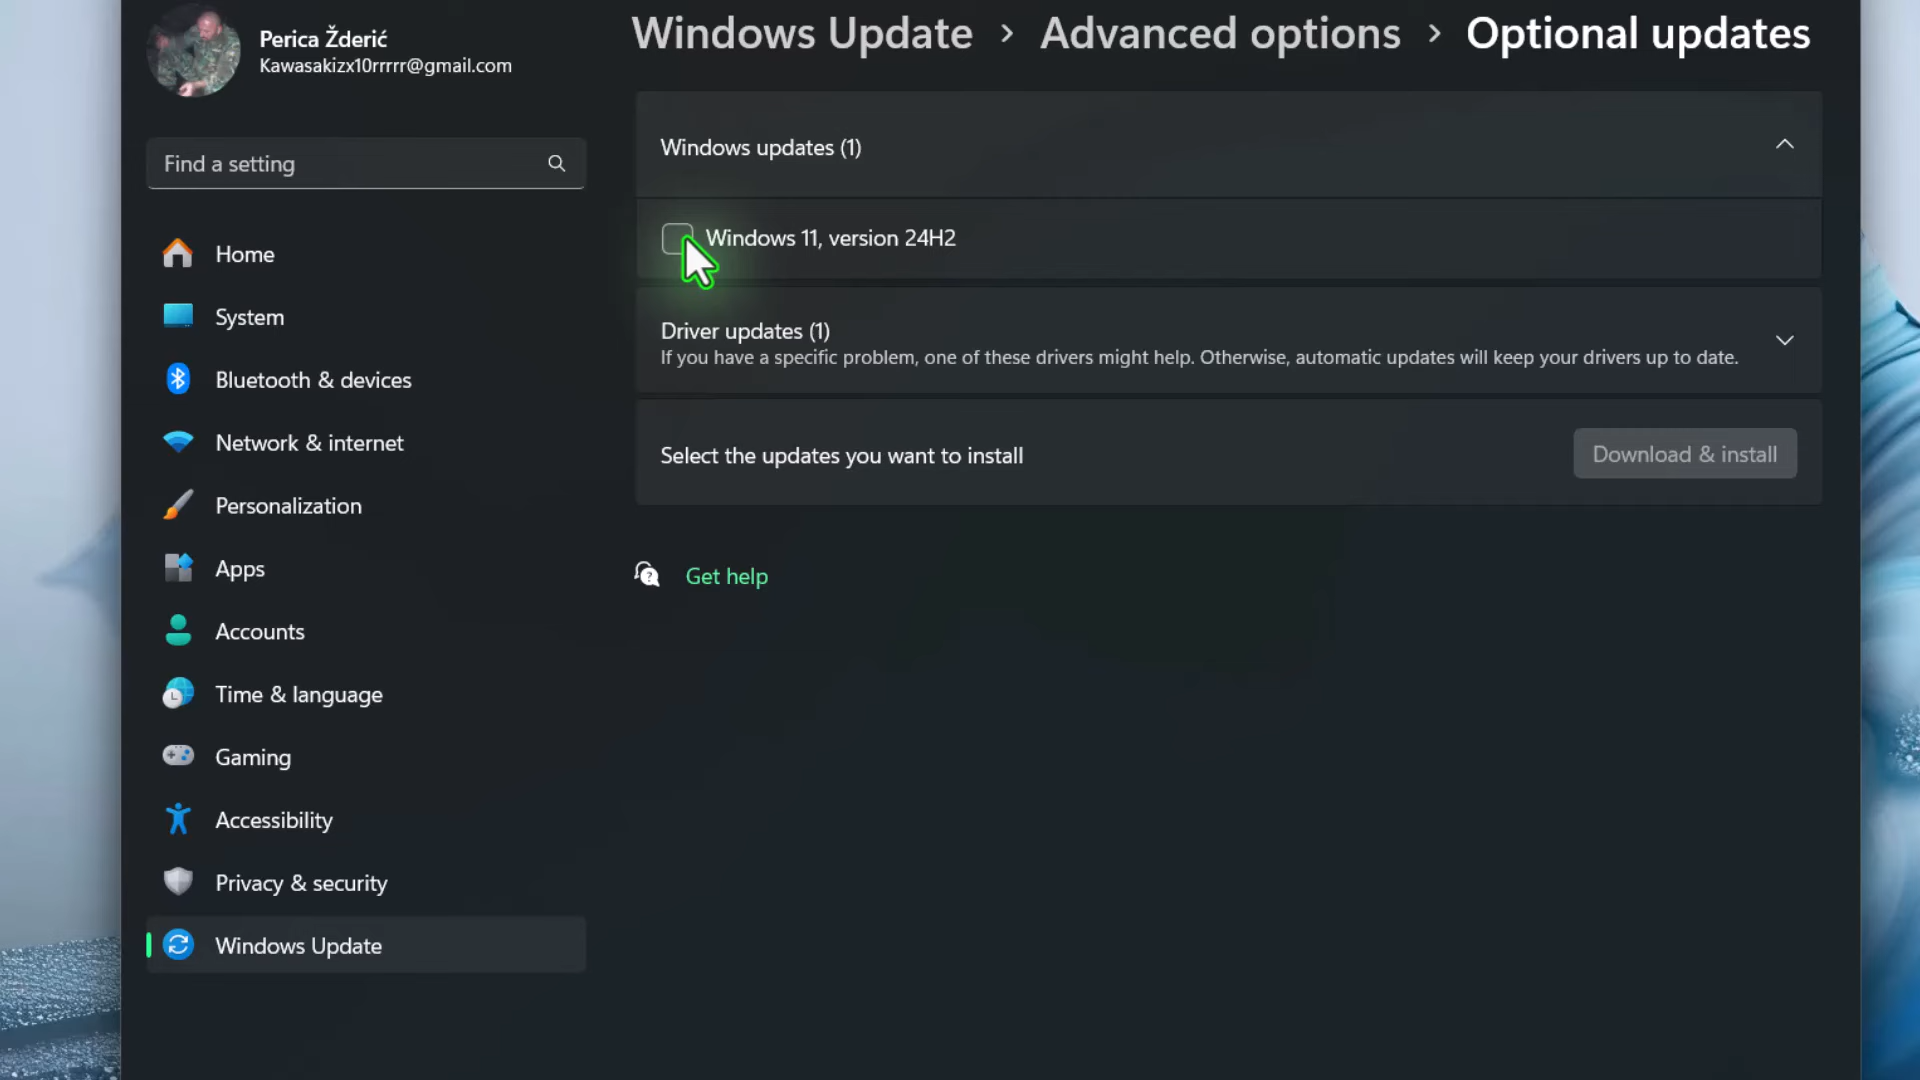 Perica Žderić
Kawasakizx10rrrrr@gmail.com
Find a setting
Home
System
Bluetooth & devices
Network & internet
Personalization
Apps
Accounts
Time & language
Gaming
Accessibility
Privacy & security
Windows Update
Windows Update › Advanced options › Optional updates
Windows updates (1)
Windows 11, version 24H2
Driver updates (1)
If you have a specific problem, one of these drivers might help. Otherwise, automatic updates will keep your drivers up to date.
Select the updates you want to install
Download & install
Get help